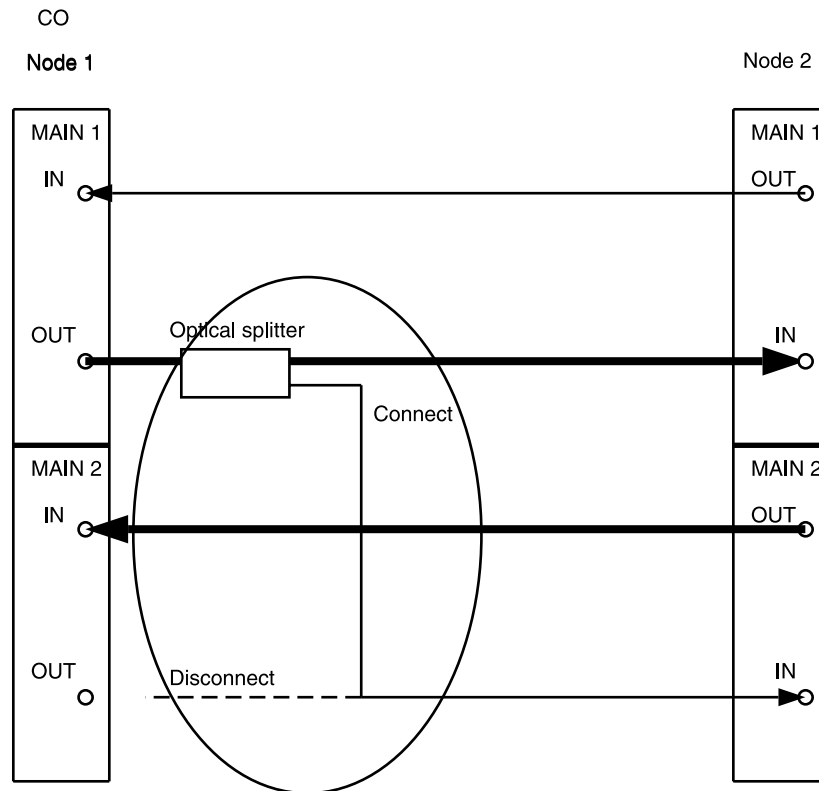 CO
Node 1
Node 2
MAIN 1
MAIN 1
IN
OUT
Optical splitter
OUT
IN
Connect
MAIN 2
MAIN 2
IN
OUT
OUT
Disconnect
IN